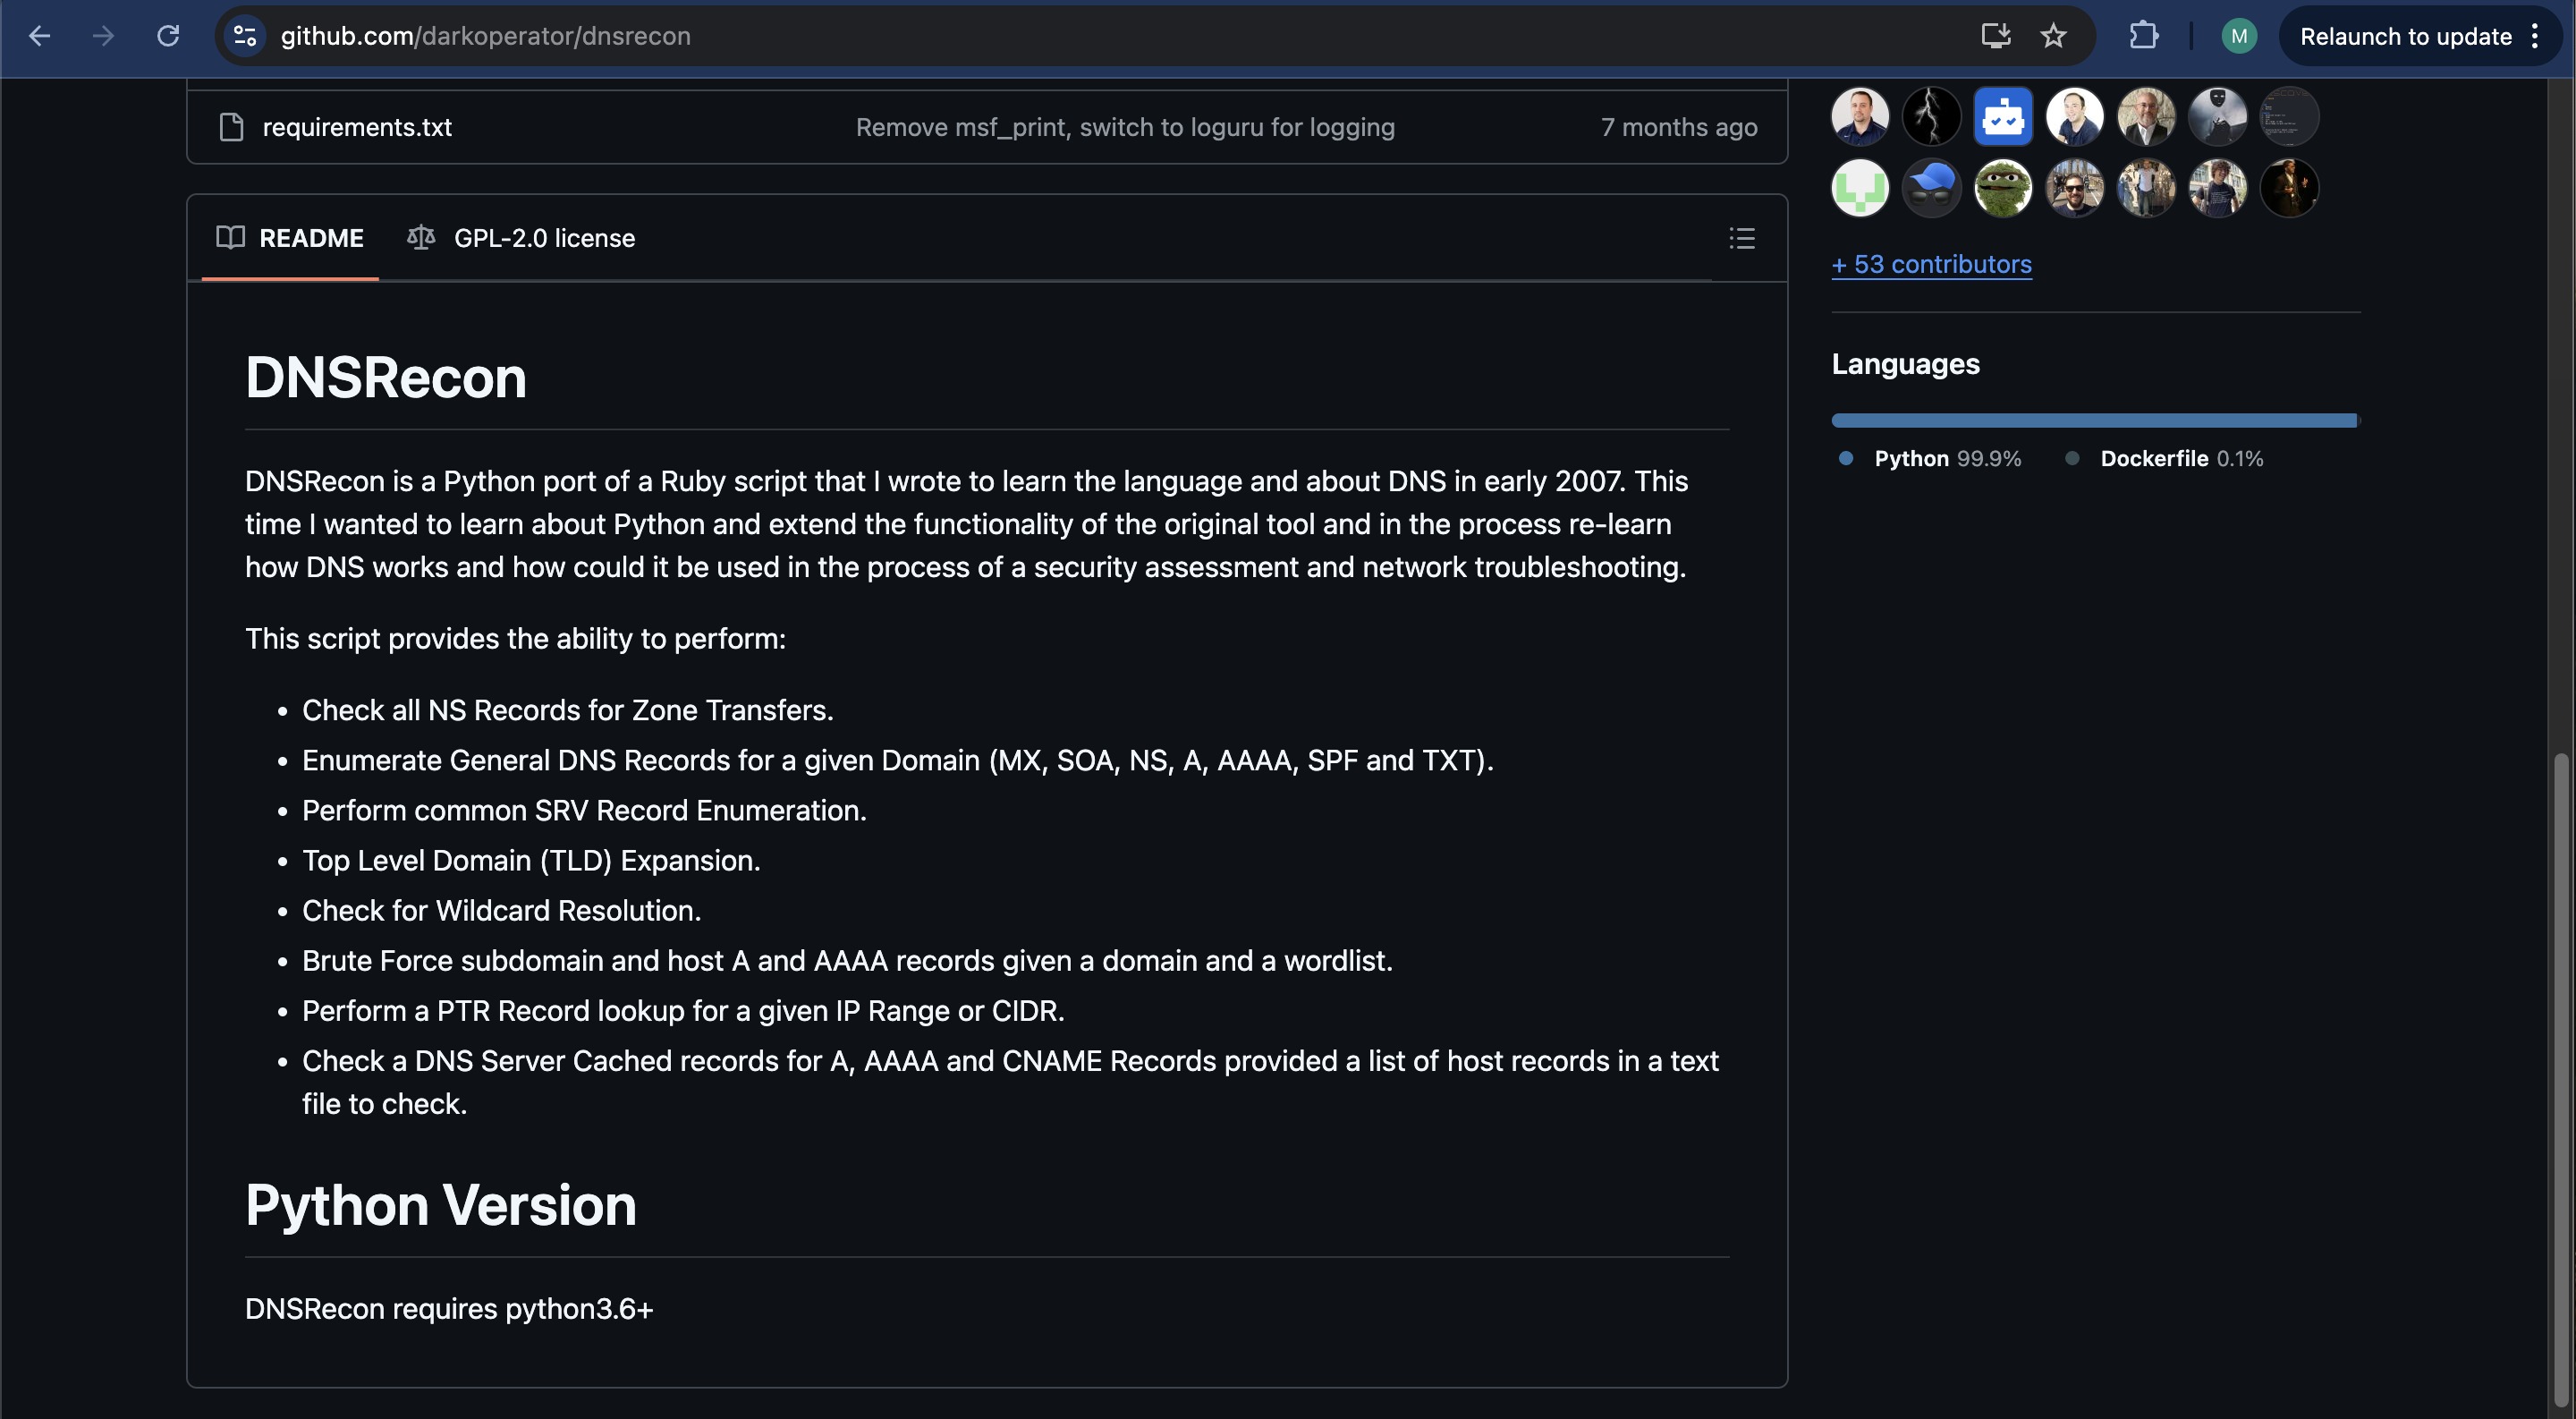 github.com/darkoperator/dnsrecon
M
Relaunch to update
requirements.txt
Remove msf_print, switch to loguru for logging
7 months ago
README
GPL-2.0 license
DNSRecon
DNSRecon is a Python port of a Ruby script that I wrote to learn the language and about DNS in early 2007. This
time I wanted to learn about Python and extend the functionality of the original tool and in the process re-learn
how DNS works and how could it be used in the process of a security assessment and network troubleshooting.
This script provides the ability to perform:
• Check all NS Records for Zone Transfers.
• Enumerate General DNS Records for a given Domain (MX, SOA, NS, A, AAAA, SPF and TXT).
• Perform common SRV Record Enumeration.
• Top Level Domain (TLD) Expansion.
• Check for Wildcard Resolution.
• Brute Force subdomain and host A and AAAA records given a domain and a wordlist.
• Perform a PTR Record lookup for a given IP Range or CIDR.
• Check a DNS Server Cached records for A, AAAA and CNAME Records provided a list of host records in a text
file to check.
Python Version
DNSRecon requires python3.6+
+ 53 contributors
Languages
Python 99.9%
Dockerfile 0.1%